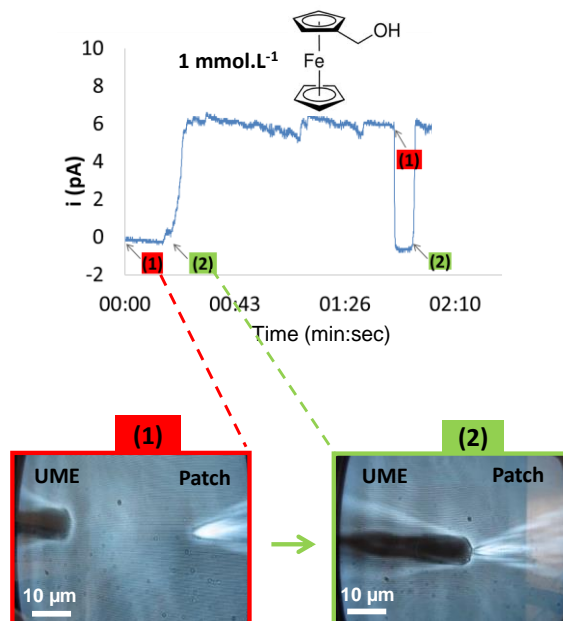 10
8
6
4
2
0
-2
i (pA)
1 mmol.L⁻¹
OH
Fe
(1)
(1)
(2)
(2)
00:00 00:43 01:26 02:10
Time (min:sec)
(1)
UME Patch
10 µm
(2)
UME Patch
10 µm